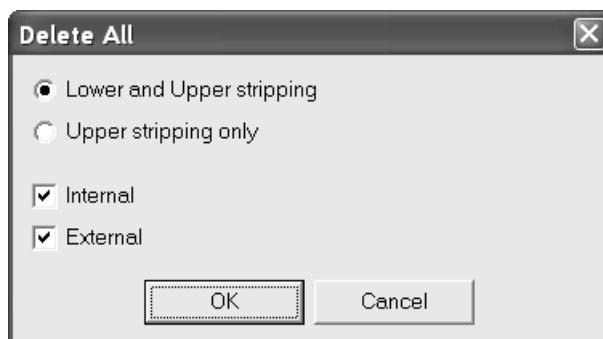 Delete All
Lower and Upper stripping
Upper stripping only
Internal
External
OK
Cancel